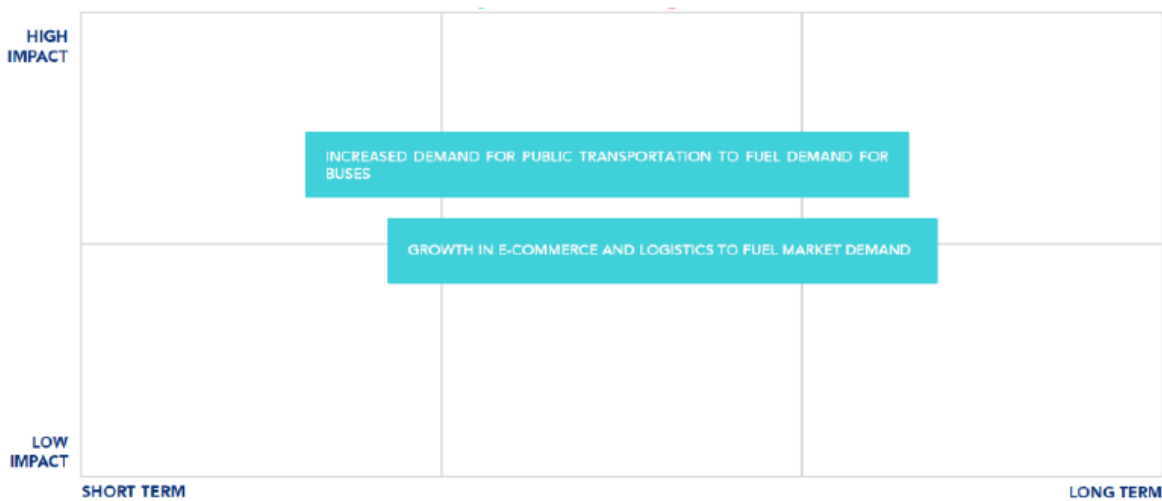 HIGH
IMPACT
INCREASED DEMAND FOR PUBLIC TRANSPORTATION TO FUEL DEMAND FOR
BUSES
GROWTH IN E-COMMERCE AND LOGISTICS TO FUEL MARKET DEMAND
LOW
IMPACT
SHORT TERM
LONG TERM